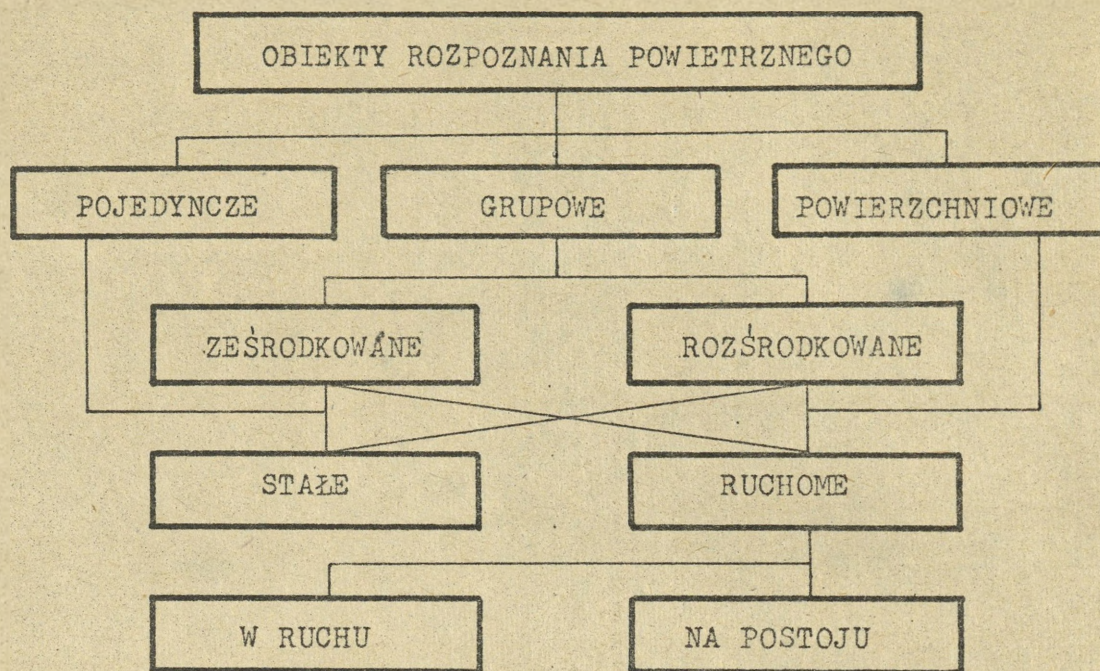 OBIEKTY ROZPOZNANIA POWIETRZNEGO
POJEDYNCZE
GRUPOWE
POWIERZCHNIOWE
ZEŚRODKOWANE
ROZŚRODKOWANE
STAŁE
RUCHOME
W RUCHU
NA POSTOJU